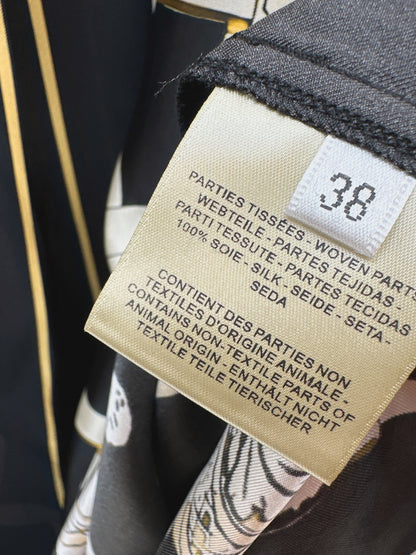 38
PARTIES TISSÉES - WOVEN PARTS
WEBTEILE - PARTES TEJIDAS -
PARTI TESSUTE - PARTES TECIDAS
100% SOIE - SILK - SEIDE - SETA -
SEDA
CONTIENT DES PARTIES NON
TEXTILES D'ORIGINE ANIMALE -
CONTAINS NON-TEXTILE PARTS OF
ANIMAL ORIGIN - ENTHÄLT NICHT
TEXTILE TEILE TIERISCHER